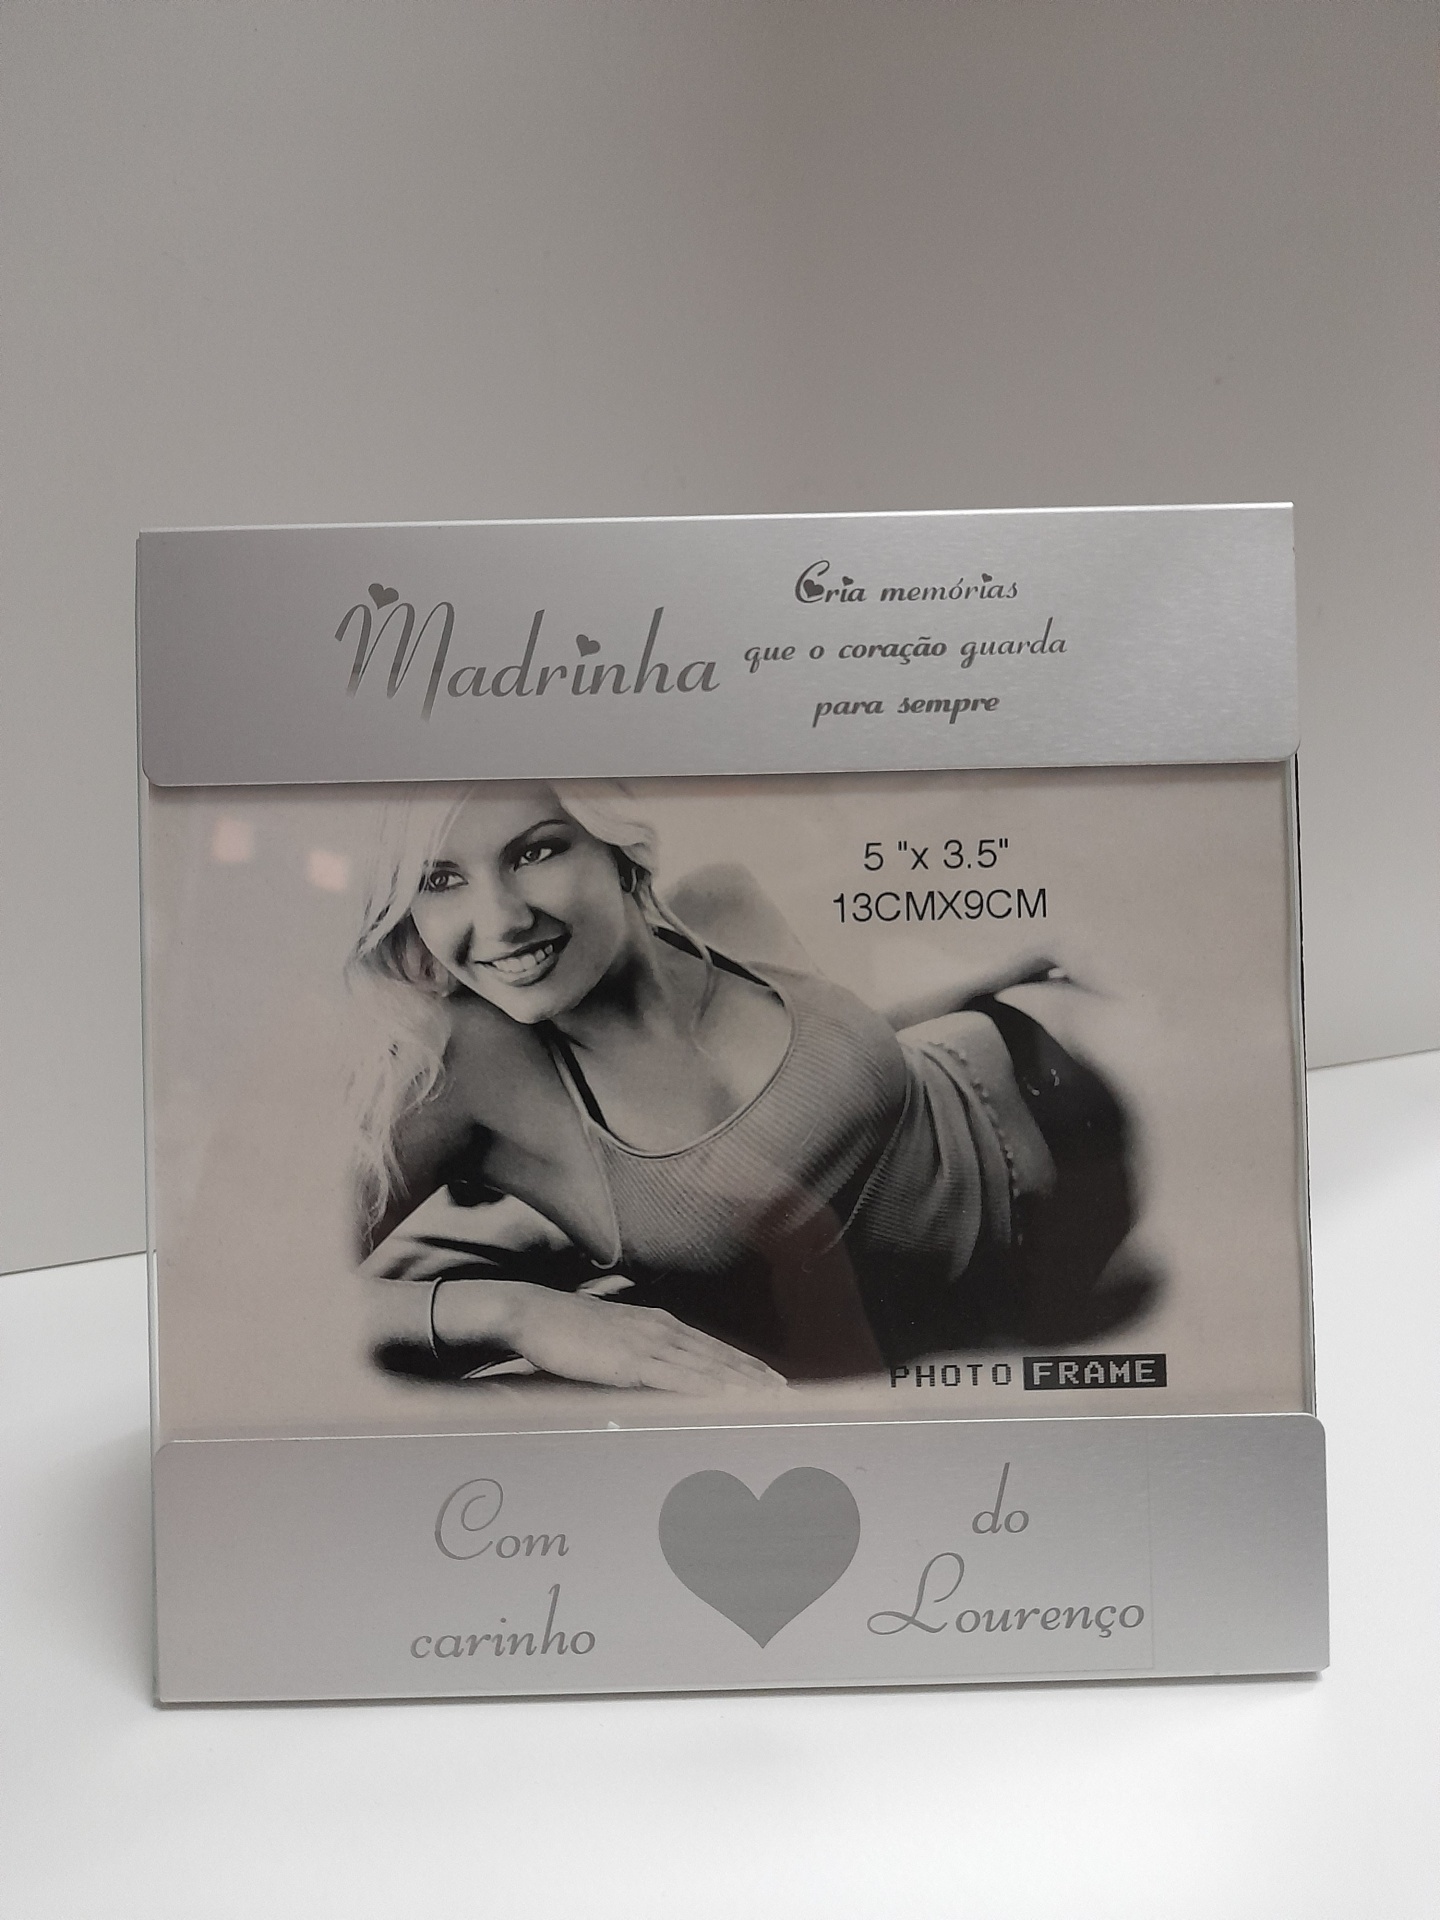 Madrinha
Cria memórias
que o coração guarda
para sempre
5 "x 3.5"
13CMX9CM
PHOTO FRAME
Com
carinho
do
Lourenço